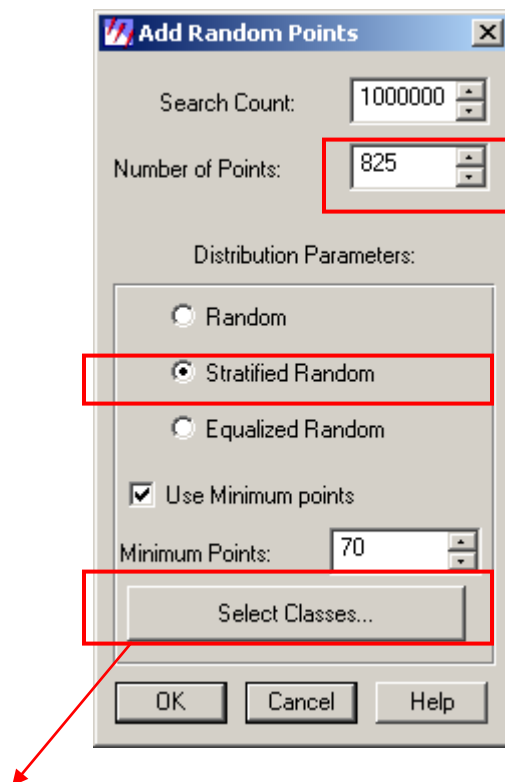 Add Random Points
Search Count: 1000000
Number of Points: 825
Distribution Parameters:
Random
Stratified Random
Equalized Random
Use Minimum points
Minimum Points: 70
Select Classes...
OK Cancel Help